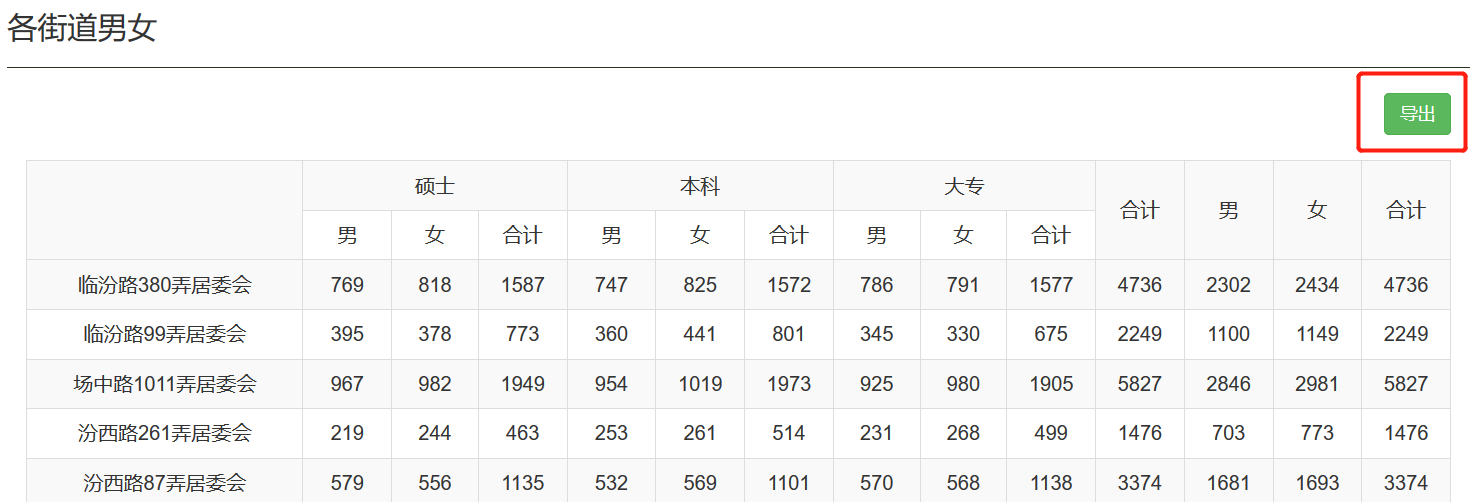 各街道男女
导出
硕士 本科 大专 合计 男 女 合计
男 女 合计 男 女 合计 男 女 合计
临汾路380弄居委会 769 818 1587 747 825 1572 786 791 1577 4736 2302 2434 4736
临汾路99弄居委会 395 378 773 360 441 801 345 330 675 2249 1100 1149 2249
场中路1011弄居委会 967 982 1949 954 1019 1973 925 980 1905 5827 2846 2981 5827
汾西路261弄居委会 219 244 463 253 261 514 231 268 499 1476 703 773 1476
汾西路87弄居委会 579 556 1135 532 569 1101 570 568 1138 3374 1681 1693 3374